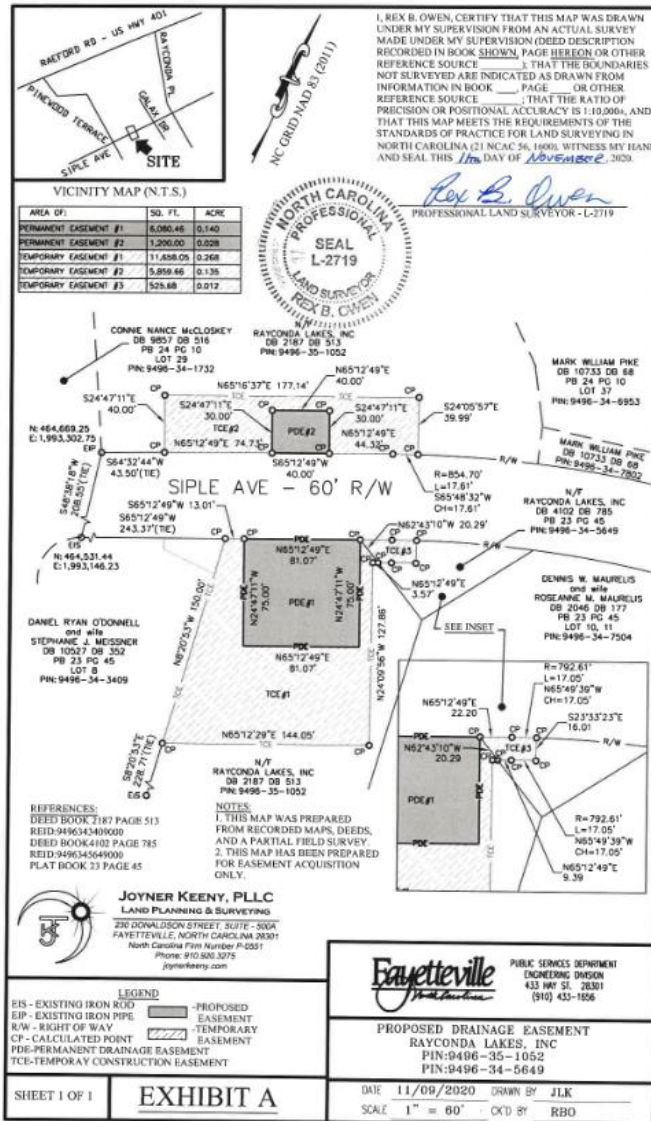 RAEFORD RD - US HWY 401
RAYCONDA PL
PINEWOOD TERRACE
GALAX DR
SIPLE AVE
SITE
VICINITY MAP (N.T.S.)
NC GRID NAD 83 (2011)
I, REX B. OWEN, CERTIFY THAT THIS MAP WAS DRAWN
UNDER MY SUPERVISION FROM AN ACTUAL SURVEY
MADE UNDER MY SUPERVISION (DEED DESCRIPTION
RECORDED IN BOOK SHOWN, PAGE HEREON OR OTHER
REFERENCE SOURCE ______); THAT THE BOUNDARIES
NOT SURVEYED ARE INDICATED AS DRAWN FROM
INFORMATION IN BOOK ___, PAGE ___ OR OTHER
REFERENCE SOURCE ______; THAT THE RATIO OF
PRECISION OR POSITIONAL ACCURACY IS 1:10,000+, AND
THAT THIS MAP MEETS THE REQUIREMENTS OF THE
STANDARDS OF PRACTICE FOR LAND SURVEYING IN
NORTH CAROLINA (21 NCAC 56, 1600). WITNESS MY HAND
AND SEAL THIS 11th DAY OF NOVEMBER, 2020.
Rex B. Owen
PROFESSIONAL LAND SURVEYOR - L-2719
NORTH CAROLINA
PROFESSIONAL
SEAL
L-2719
LAND SURVEYOR
REX B. OWEN
AREA OF: SQ. FT. ACRE
PERMANENT EASEMENT #1 6,080.46 0.140
PERMANENT EASEMENT #2 1,200.00 0.028
TEMPORARY EASEMENT #1 11,658.05 0.268
TEMPORARY EASEMENT #2 5,859.66 0.135
TEMPORARY EASEMENT #3 525.68 0.012
CONNIE NANCE McCLOSKEY
DB 9857 DB 516
PB 24 PG 10
LOT 29
PIN:9496-34-1732
N/F
RAYCONDA LAKES, INC
DB 2187 DB 513
PIN:9496-35-1052
MARK WILLIAM PIKE
DB 10733 DB 68
PB 24 PG 10
LOT 37
PIN:9496-34-6953
MARK WILLIAM PIKE
DB 10733 DB 68
PIN:9496-34-7802
N65°16'37"E 177.14'
N65°12'49"E
40.00'
S24°47'11"E
40.00'
S24°47'11"E
30.00'
TCE#2
TCE
PDE#2
S24°47'11"E
30.00'
S24°05'57"E
39.99'
N65°12'49"E 74.73'
N65°12'49"E
44.32'
S65°12'49"W
40.00'
N: 464,669.25
E: 1,993,302.75
EIP
CP
S64°32'44"W
43.50'(TIE)
S48°38'18"W
208.55'(TIE)
R/W
R=854.70'
L=17.61'
S65°48'32"W
CH=17.61'
SIPLE AVE - 60' R/W
S65°12'49"W 13.01'
S65°12'49"W
243.37'(TIE)
EIS
N: 464,531.44
E: 1,993,146.23
N62°43'10"W 20.29'
N/F
RAYCONDA LAKES, INC
DB 4102 DB 785
PB 23 PG 45
PIN:9496-34-5649
R/W
TCE#3
N65°12'49"E
3.57'
PDE
N65°12'49"E
81.07'
N24°47'11"W
75.00'
PDE#1
N24°47'11"W
75.00'
N65°12'49"E
81.07'
N8°20'53"W 150.00'
N24°09'56"W 127.86'
TCE#1
N65°12'29"E 144.05'
S8°20'53"E
228.71'(TIE)
EIS
DANIEL RYAN O'DONNELL
and wife
STEPHANIE J. MEISSNER
DB 10527 DB 352
PB 23 PG 45
LOT 8
PIN:9496-34-3409
DENNIS W. MAURELIS
and wife
ROSEANNE M. MAURELIS
DB 2046 DB 177
PB 23 PG 45
LOT 10, 11
PIN:9496-34-7504
SEE INSET
N/F
RAYCONDA LAKES, INC
DB 2187 DB 513
PIN:9496-35-1052
R=792.61'
L=17.05'
N65°49'39"W
CH=17.05'
N65°12'49"E
22.20
S23°33'23"E
16.01
R/W
N62°43'10"W
20.29
TCE#3
PDE
PDE#1
R=792.61'
L=17.05'
N65°49'39"W
CH=17.05'
N65°12'49"E
9.39
REFERENCES:
DEED BOOK 2187 PAGE 513
REID:9496343409000
DEED BOOK4102 PAGE 785
REID:9496345649000
PLAT BOOK 23 PAGE 45
NOTES:
1. THIS MAP WAS PREPARED
FROM RECORDED MAPS, DEEDS,
AND A PARTIAL FIELD SURVEY.
2. THIS MAP HAS BEEN PREPARED
FOR EASEMENT ACQUISITION
ONLY.
JOYNER KEENY, PLLC
LAND PLANNING & SURVEYING
230 DONALDSON STREET, SUITE - 500A
FAYETTEVILLE, NORTH CAROLINA 28301
North Carolina Firm Number P-0551
Phone: 910.920.3275
joynerkeeny.com
LEGEND
EIS - EXISTING IRON ROD
EIP - EXISTING IRON PIPE
R/W - RIGHT OF WAY
CP - CALCULATED POINT
PDE-PERMANENT DRAINAGE EASEMENT
TCE-TEMPORAY CONSTRUCTION EASEMENT
-PROPOSED
EASEMENT
-TEMPORARY
EASEMENT
Fayetteville
North Carolina
PUBLIC SERVICES DEPARTMENT
ENGINEERING DIVISION
433 HAY ST. 28301
(910) 433-1656
PROPOSED DRAINAGE EASEMENT
RAYCONDA LAKES, INC
PIN:9496-35-1052
PIN:9496-34-5649
SHEET 1 OF 1
EXHIBIT A
DATE 11/09/2020 DRAWN BY JLK
SCALE 1" = 60' CK'D BY RBO